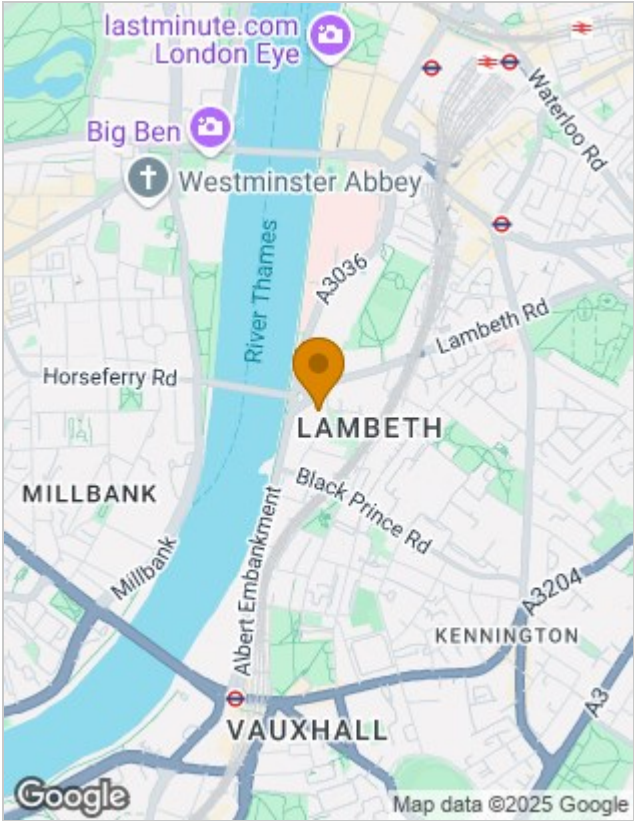 lastminute.com
London Eye
Waterloo Rd
Big Ben
Westminster Abbey
River Thames
A3036
Lambeth Rd
Horseferry Rd
LAMBETH
MILLBANK
Black Prince Rd
Millbank
Albert Embankment
A3204
KENNINGTON
A3
VAUXHALL
Google
Map data ©2025 Google